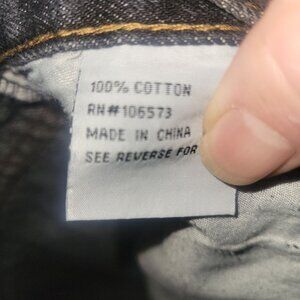 100% COTTON
RN#106573
MADE IN CHINA
SEE REVERSE FOR